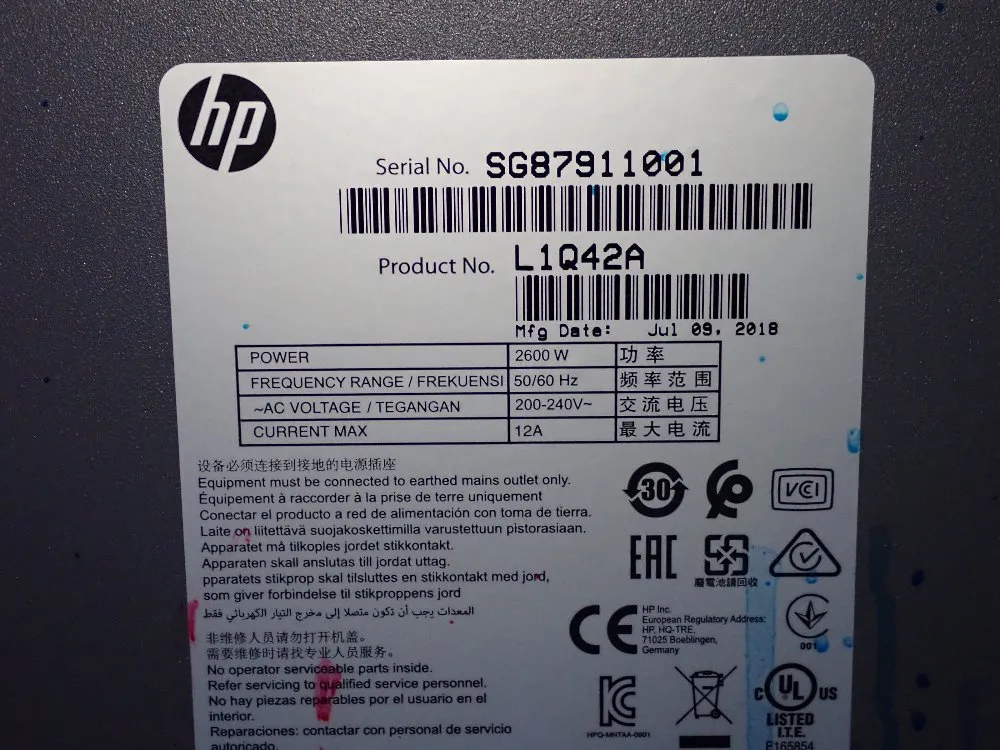 hp
Serial No. SG87911001
Product No. L1Q42A
Mfg Date: Jul 09, 2018
POWER 2600 W 功率
FREQUENCY RANGE / FREKUENSI 50/60 Hz 频率范围
~AC VOLTAGE / TEGANGAN 200-240V~ 交流电压
CURRENT MAX 12A 最大电流
设备必须连接到接地的电源插座
Equipment must be connected to earthed mains outlet only.
Équipement à raccorder à la prise de terre uniquement
Conectar el producto a red de alimentación con toma de tierra.
Laite on liitettävä suojakoskettimilla varustettuun pistorasiaan.
Apparatet må tilkoples jordet stikkontakt.
Apparaten skall anslutas till jordat uttag.
pparatets stikprop skal tilsluttes en stikkontakt med jord,
som giver forbindelse til stikproppens jord
المعدات يجب أن تكون متصلا إلى مخرج التيار الكهربائي فقط
非维修人员请勿打开机盖。
需要维修时请找专业人员服务。
No operator serviceable parts inside.
Refer servicing to qualified service personnel.
No hay piezas reparables por el usuario en el
interior.
Reparaciones: contactar con personal de servicio
autoricado.
30
VCI
EAC
廢電池請回收
CE
HP Inc.
European Regulatory Address:
HP, HQ-TRE,
71025 Boeblingen,
Germany
001
HPQ-MNTAA-0001
C UL US
LISTED
I.T.E.
E165854